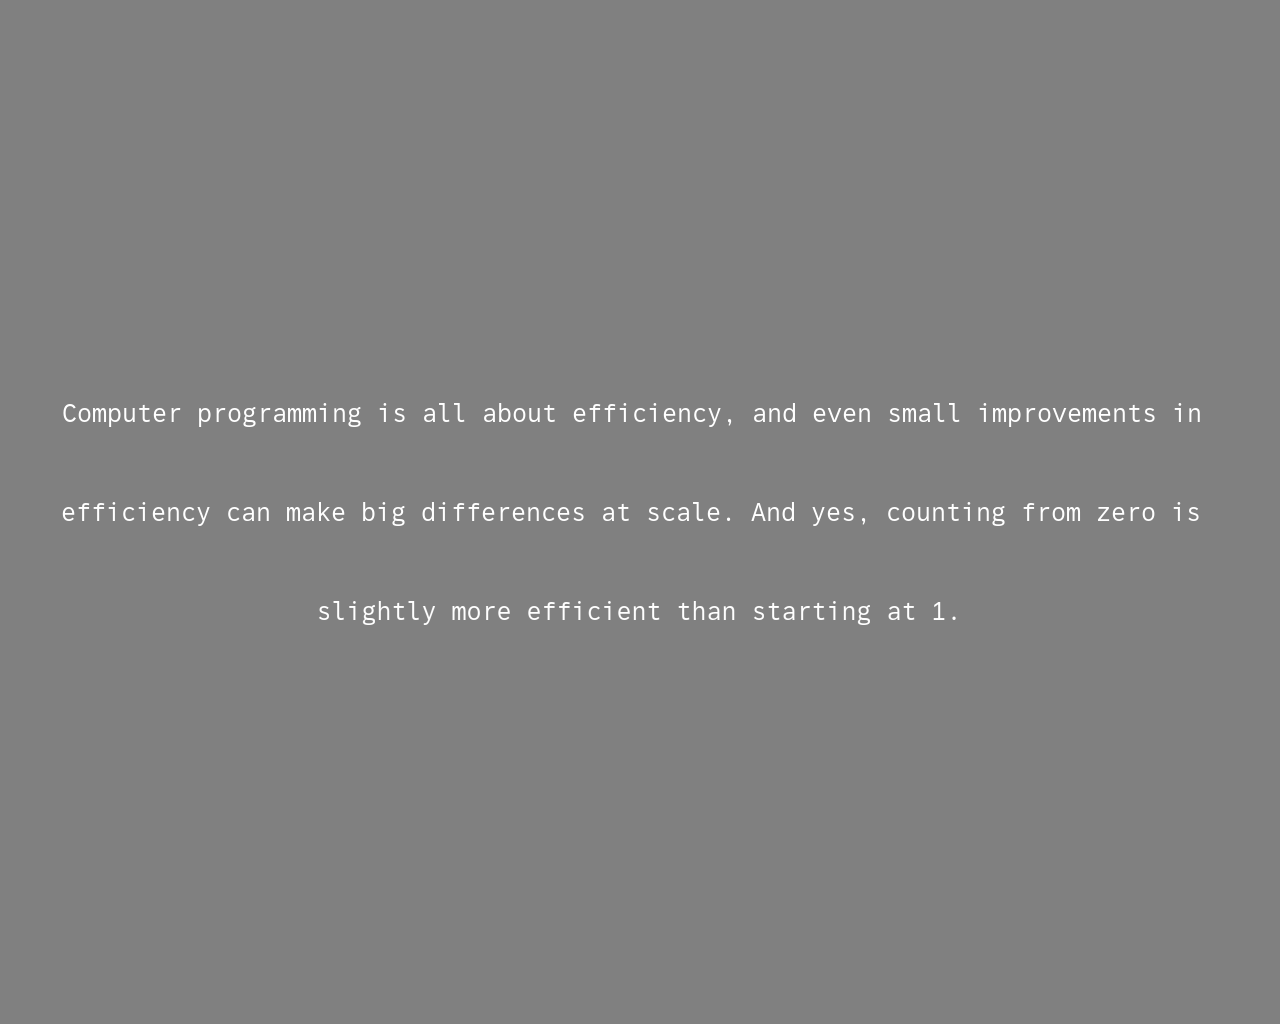 Computer programming is all about efficiency, and even small improvements in
efficiency can make big differences at scale. And yes, counting from zero is
slightly more efficient than starting at 1.